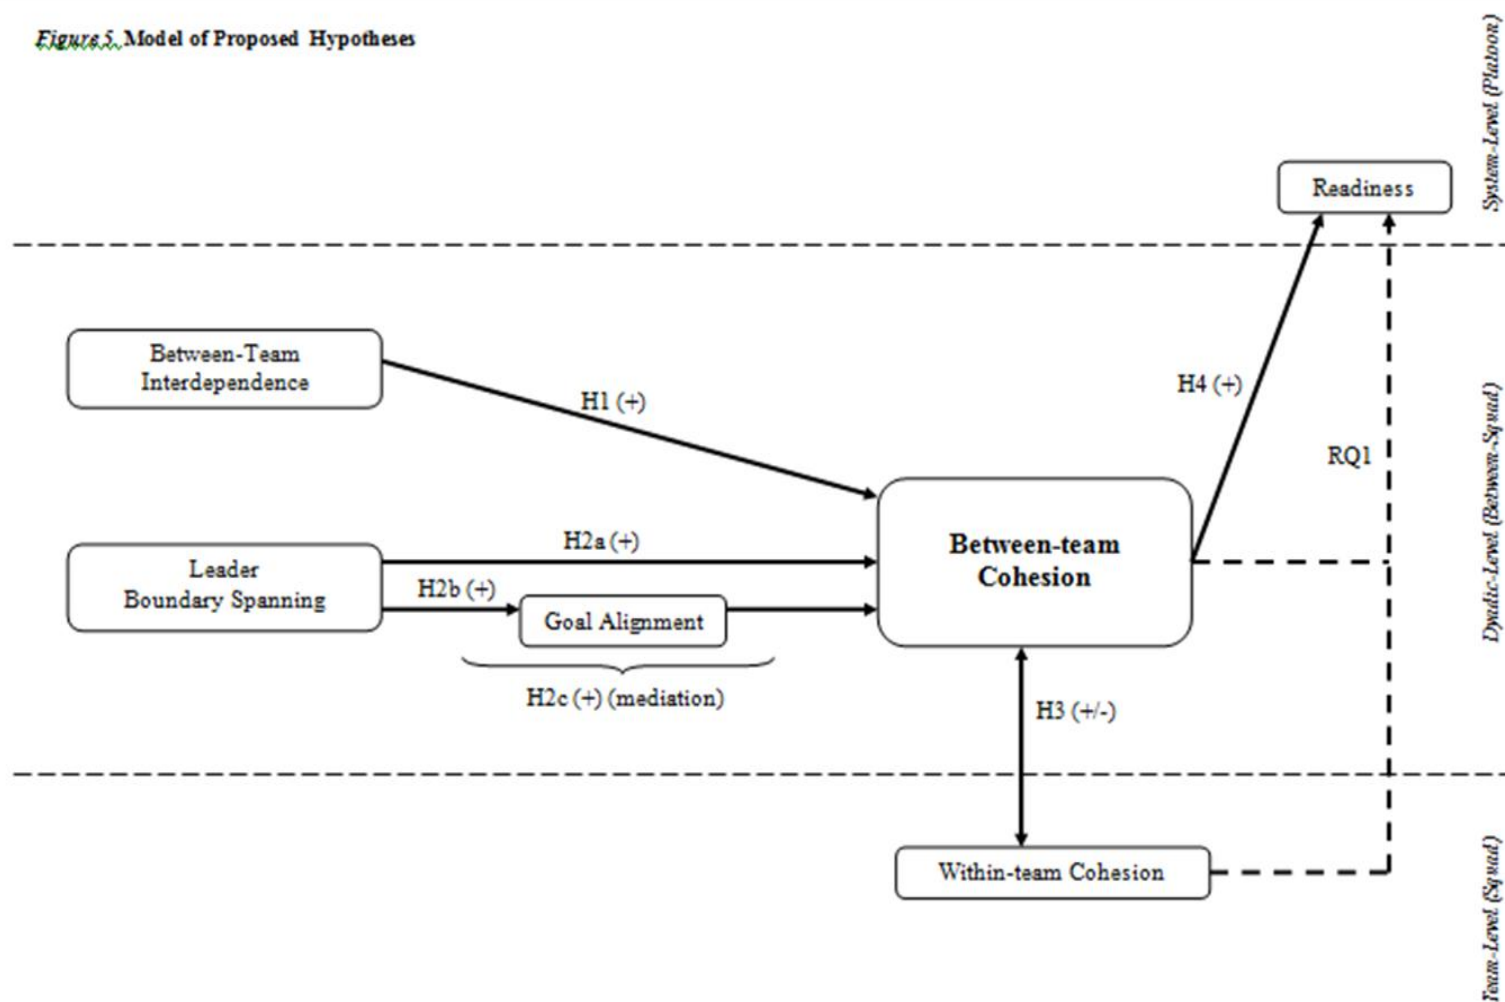 Figure 5. Model of Proposed Hypotheses
System-Level (Platoon)
Readiness
Between-Team
Interdependence
H1 (+)
H4 (+)
RQ1
Dyadic-Level (Between-Squad)
Leader
Boundary Spanning
H2a (+)
H2b (+)
Goal Alignment
H2c (+) (mediation)
Between-team
Cohesion
H3 (+/-)
Within-team Cohesion
Team-Level (Squad)